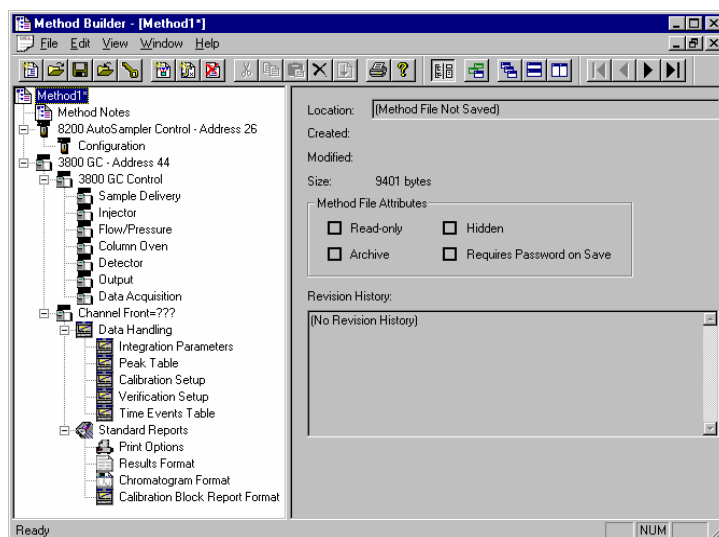 Method Builder - [Method1*]
File Edit View Window Help
Method1*
Method Notes
8200 AutoSampler Control - Address 26
Configuration
3800 GC - Address 44
3800 GC Control
Sample Delivery
Injector
Flow/Pressure
Column Oven
Detector
Output
Data Acquisition
Channel Front=???
Data Handling
Integration Parameters
Peak Table
Calibration Setup
Verification Setup
Time Events Table
Standard Reports
Print Options
Results Format
Chromatogram Format
Calibration Block Report Format
Location: (Method File Not Saved)
Created:
Modified:
Size: 9401 bytes
Method File Attributes
Read-only Hidden
Archive Requires Password on Save
Revision History:
(No Revision History)
Ready NUM